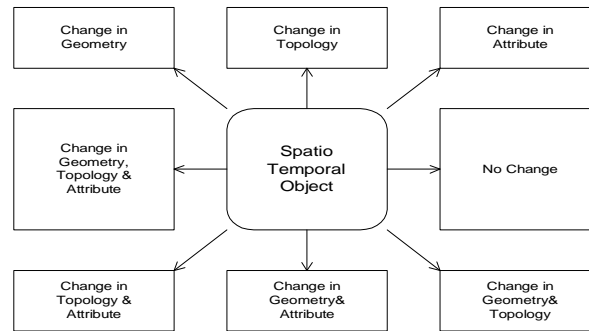 Change in
Geometry
Change in
Topology
Change in
Attribute
Change in
Geometry,
Topology &
Attribute
Spatio
Temporal
Object
No Change
Change in
Topology &
Attribute
Change in
Geometry&
Attribute
Change in
Geometry&
Topology